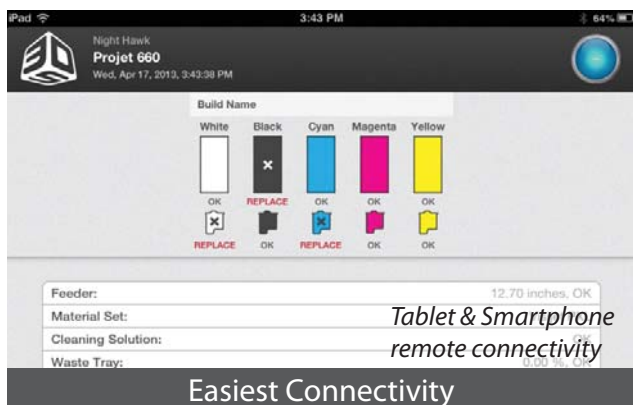 iPad 3:43 PM 64%
Night Hawk
Projet 660
Wed, Apr 17, 2013, 3:43:38 PM
Build Name
White Black Cyan Magenta Yellow
OK REPLACE OK OK OK
REPLACE OK REPLACE OK OK
Feeder: 12.70 inches, OK
Material Set:
Tablet & Smartphone
Cleaning Solution: OK
remote connectivity
Waste Tray: 0.00 %, OK
Easiest Connectivity